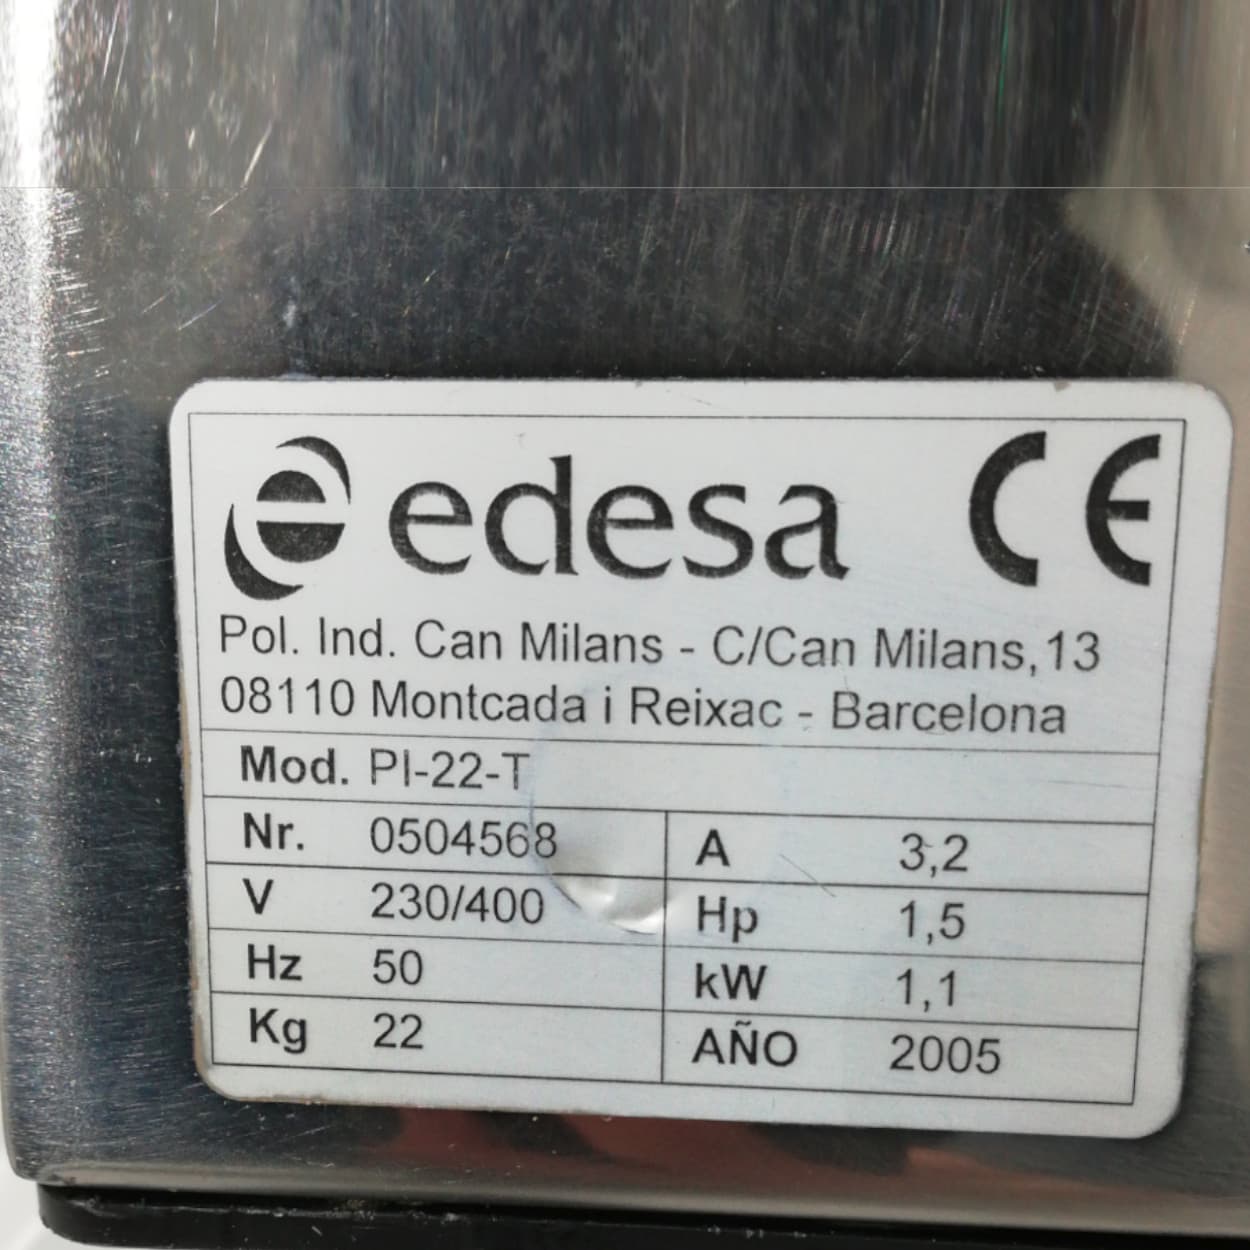 edesa CE
Pol. Ind. Can Milans - C/Can Milans,13
08110 Montcada i Reixac - Barcelona
Mod. PI-22-T
Nr. 0504568 A 3,2
V 230/400 Hp 1,5
Hz 50 kW 1,1
Kg 22 AÑO 2005